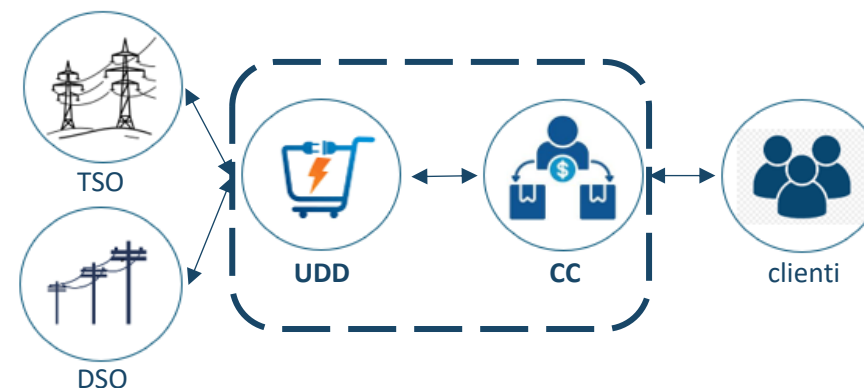 TSO
UDD
$
CC
clienti
DSO